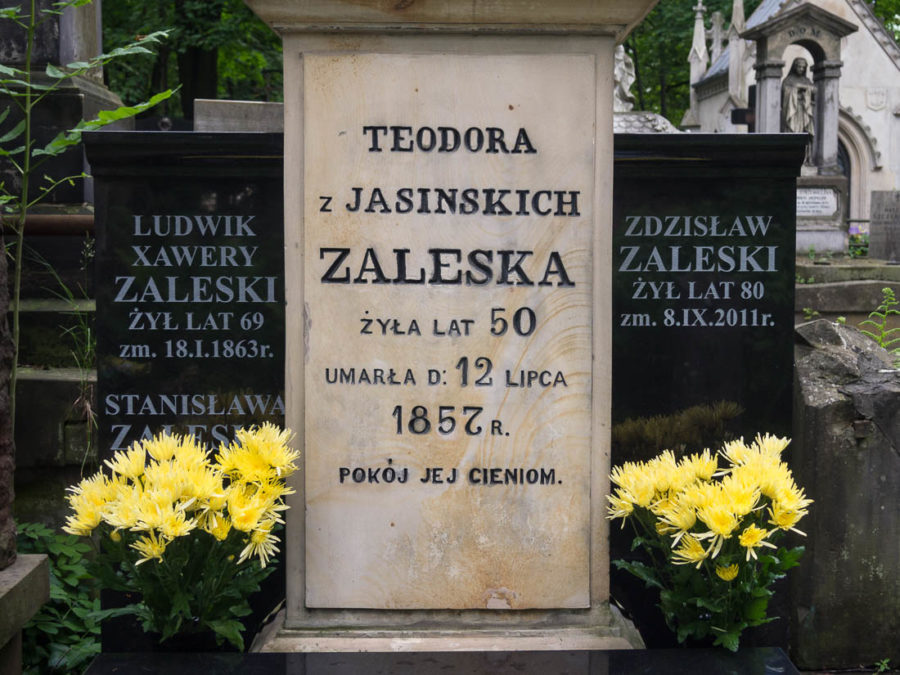 LUDWIK
XAWERY
ZALESKI
ŻYŁ LAT 69
zm. 18.I.1863r.
STANISŁAWA
TEODORA
z JASINSKICH
ZALESKA
ŻYŁA LAT 50
UMARŁA D: 12 LIPCA
1857 R.
POKÓJ JEJ CIENIOM.
ZDZISŁAW
ZALESKI
ŻYŁ LAT 80
zm. 8.IX.2011r.
D.O.M.